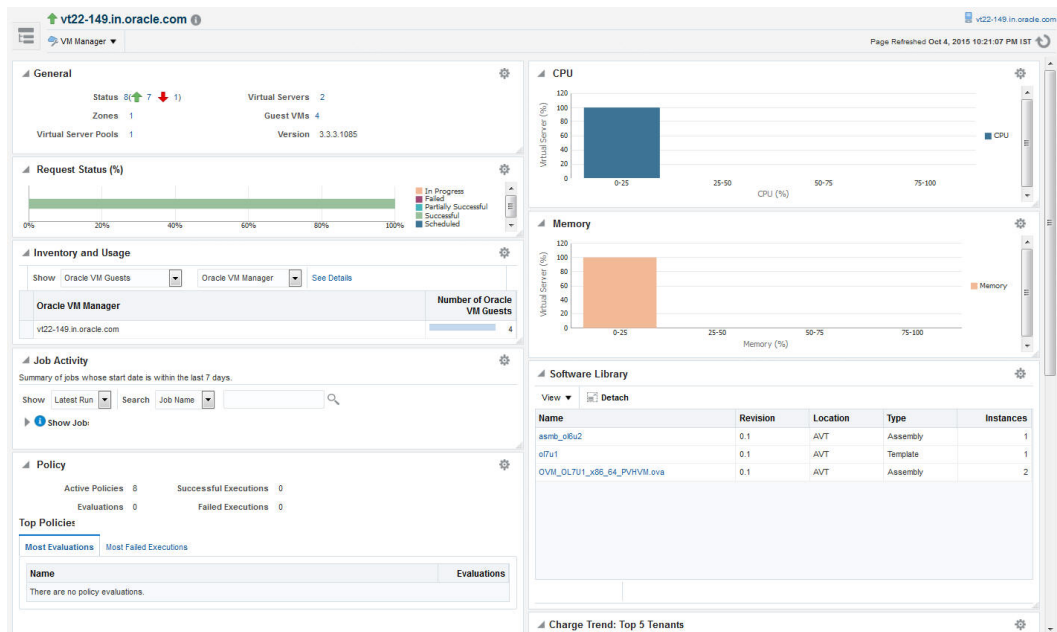 vt22-149.in.oracle.com
vt22-149.in.oracle.com
VM Manager
Page Refreshed Oct 4, 2015 10:21:07 PM IST
General
Status 8( 7 1)
Virtual Servers 2
Zones 1
Guest VMs 4
Virtual Server Pools 1
Version 3.3.3.1085
Request Status (%)
In Progress
Failed
Partially Successful
Successful
Scheduled
0% 20% 40% 60% 80% 100%
Inventory and Usage
Show Oracle VM Guests Oracle VM Manager See Details
Oracle VM Manager
Number of Oracle
VM Guests
vt22-149.in.oracle.com 4
Job Activity
Summary of jobs whose start date is within the last 7 days.
Show Latest Run Search Job Name
Show Jobs
Policy
Active Policies 8 Successful Executions 0
Evaluations 0 Failed Executions 0
Top Policies
Most Evaluations Most Failed Executions
Name Evaluations
There are no policy evaluations.
CPU
Virtual Server (%)
120
100
80
60
40
20
0
0-25 25-50 50-75 75-100
CPU (%)
CPU
Memory
Virtual Server (%)
120
100
80
60
40
20
0
0-25 25-50 50-75 75-100
Memory (%)
Memory
Software Library
View Detach
Name Revision Location Type Instances
asmb_ol6u2 0.1 AVT Assembly 1
ol7u1 0.1 AVT Template 1
OVM_OL7U1_x86_64_PVHVM.ova 0.1 AVT Assembly 2
Charge Trend: Top 5 Tenants